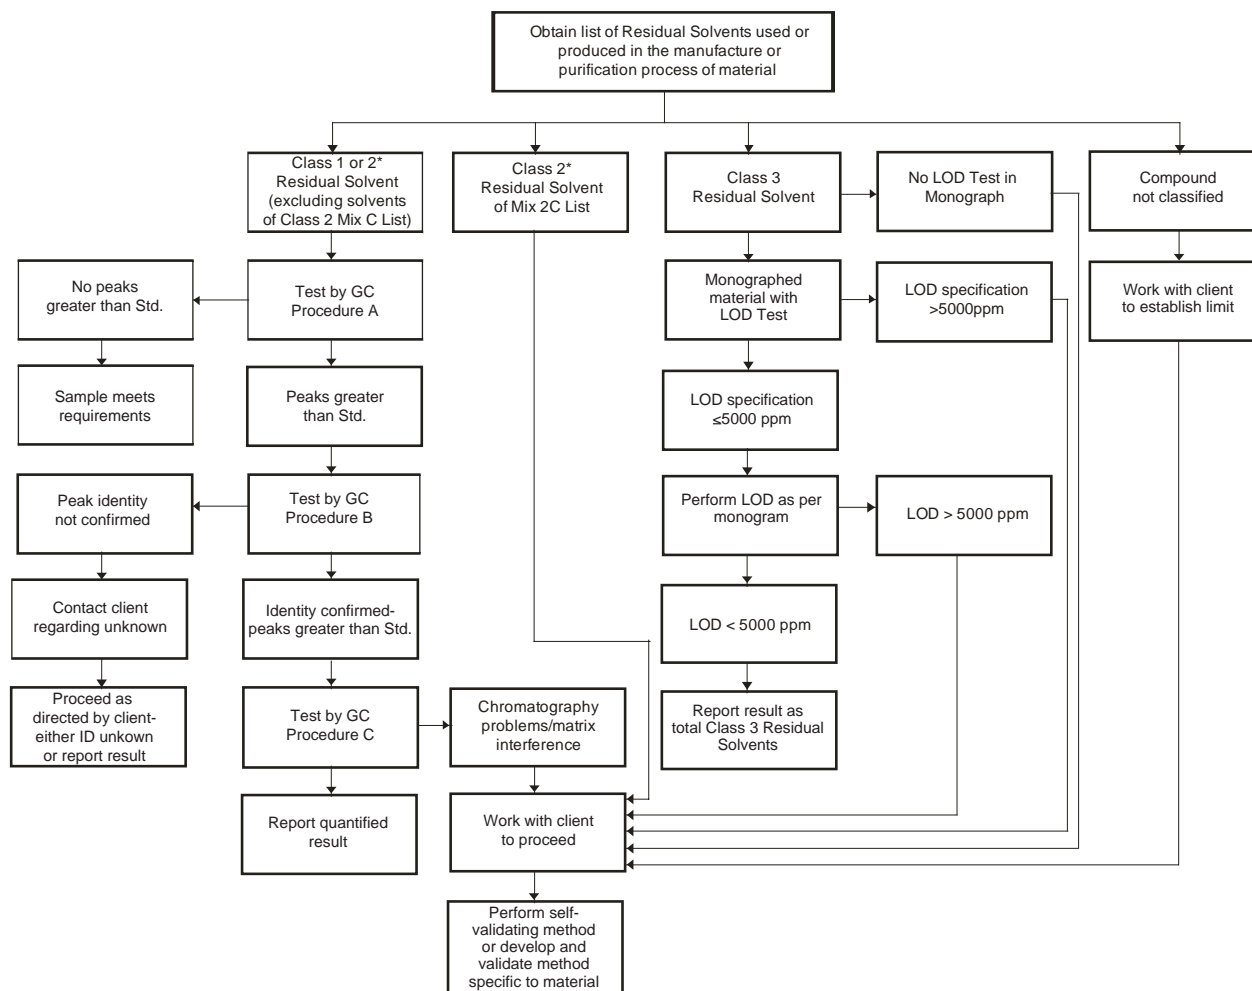 Obtain list of Residual Solvents used or
produced in the manufacture or
purification process of material
Class 1 or 2*
Residual Solvent
(excluding solvents
of Class 2 Mix C List)
Class 2*
Residual Solvent
of Mix 2C List
Class 3
Residual Solvent
No LOD Test in
Monograph
Compound
not classified
No peaks
greater than Std.
Test by GC
Procedure A
Monographed
material with
LOD Test
LOD specification
>5000ppm
Work with client
to establish limit
Sample meets
requirements
Peaks greater
than Std.
LOD specification
≤5000 ppm
Peak identity
not confirmed
Test by GC
Procedure B
Perform LOD as per
monogram
LOD > 5000 ppm
Contact client
regarding unknown
Identity confirmed-
peaks greater than Std.
LOD < 5000 ppm
Proceed as
directed by client-
either ID unkown
or report result
Test by GC
Procedure C
Chromatography
problems/matrix
interference
Report result as
total Class 3 Residual
Solvents
Report quantified
result
Work with client
to proceed
Perform self-
validating method
or develop and
validate method
specific to material